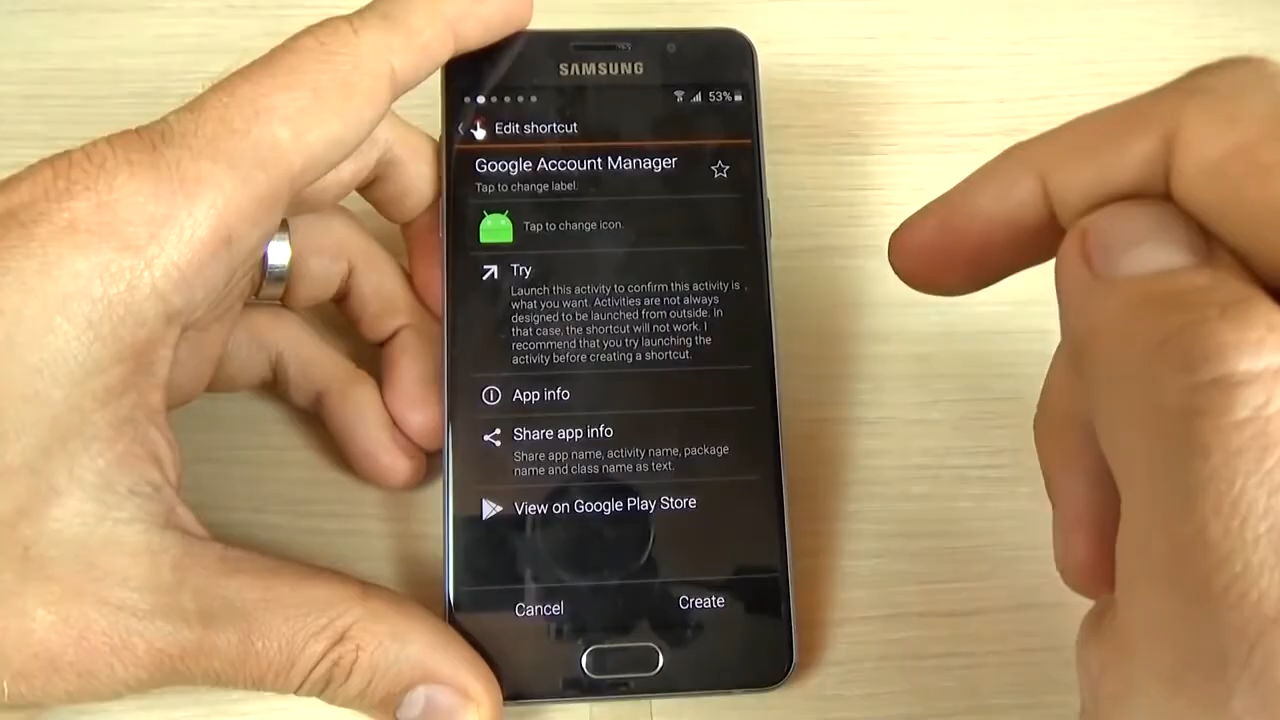 SAMSUNG
53%
Edit shortcut
Google Account Manager
Tap to change label.
Tap to change icon.
Try
Launch this activity to confirm this activity is
what you want. Activities are not always
designed to be launched from outside. In
that case, the shortcut will not work. I
recommend that you try launching the
activity before creating a shortcut.
App info
Share app info
Share app name, activity name, package
name and class name as text.
View on Google Play Store
Cancel
Create